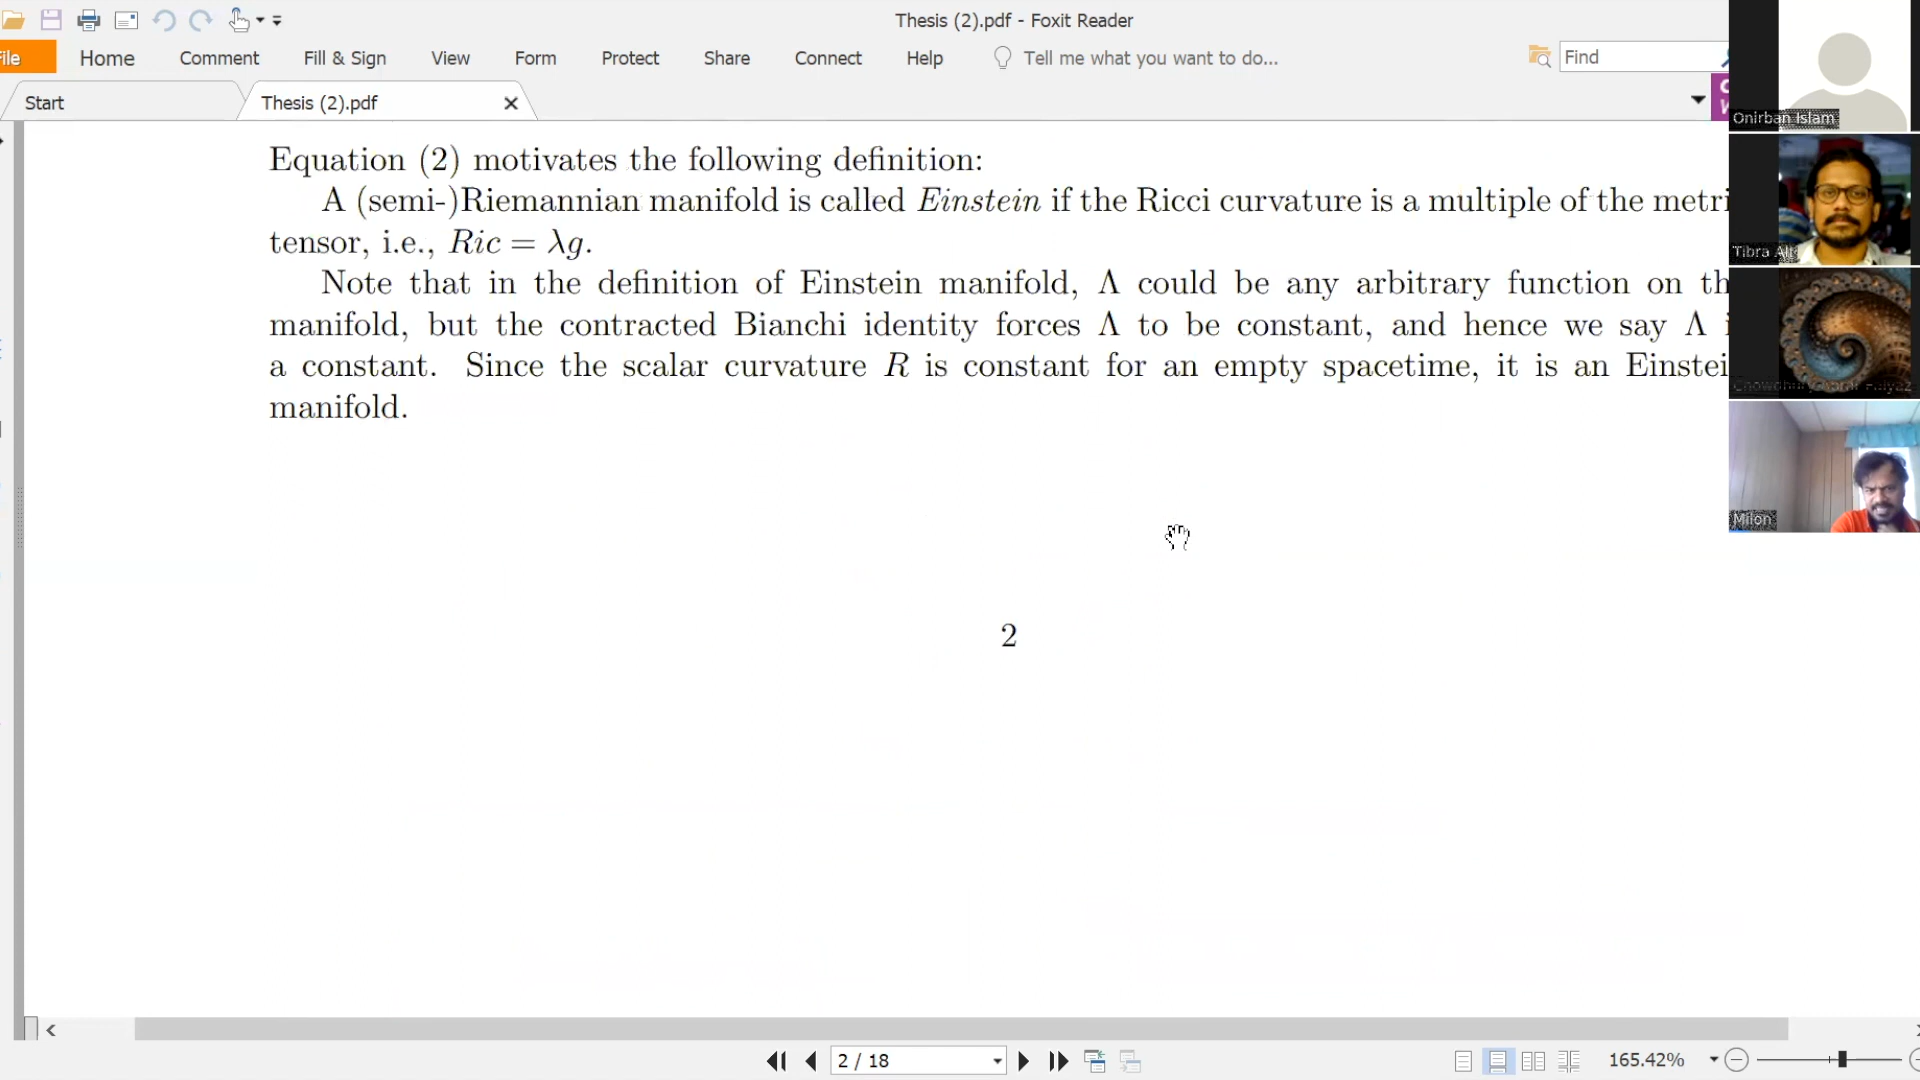 Thesis (2).pdf - Foxit Reader
File Home Comment Fill & Sign View Form Protect Share Connect Help Tell me what you want to do... Find
Start Thesis (2).pdf
Equation (2) motivates the following definition:
A (semi-)Riemannian manifold is called Einstein if the Ricci curvature is a multiple of the metri
tensor, i.e., Ric = λg.
Note that in the definition of Einstein manifold, Λ could be any arbitrary function on th
manifold, but the contracted Bianchi identity forces Λ to be constant, and hence we say Λ i
a constant. Since the scalar curvature R is constant for an empty spacetime, it is an Einstei
manifold.
2
Onirban Islam
Tibra Ali
Milon
2 / 18
165.42%